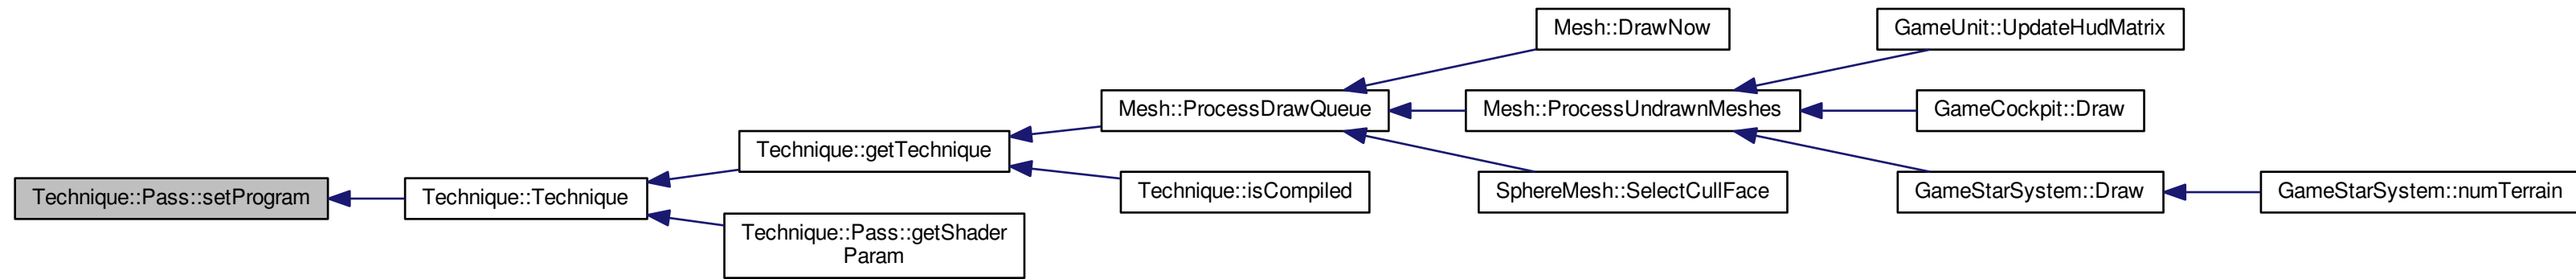 Technique::Pass::setProgram
Technique::Technique
Technique::getTechnique
Technique::Pass::getShader
Param
Mesh::ProcessDrawQueue
Technique::isCompiled
Mesh::DrawNow
Mesh::ProcessUndrawnMeshes
SphereMesh::SelectCullFace
GameUnit::UpdateHudMatrix
GameCockpit::Draw
GameStarSystem::Draw
GameStarSystem::numTerrain